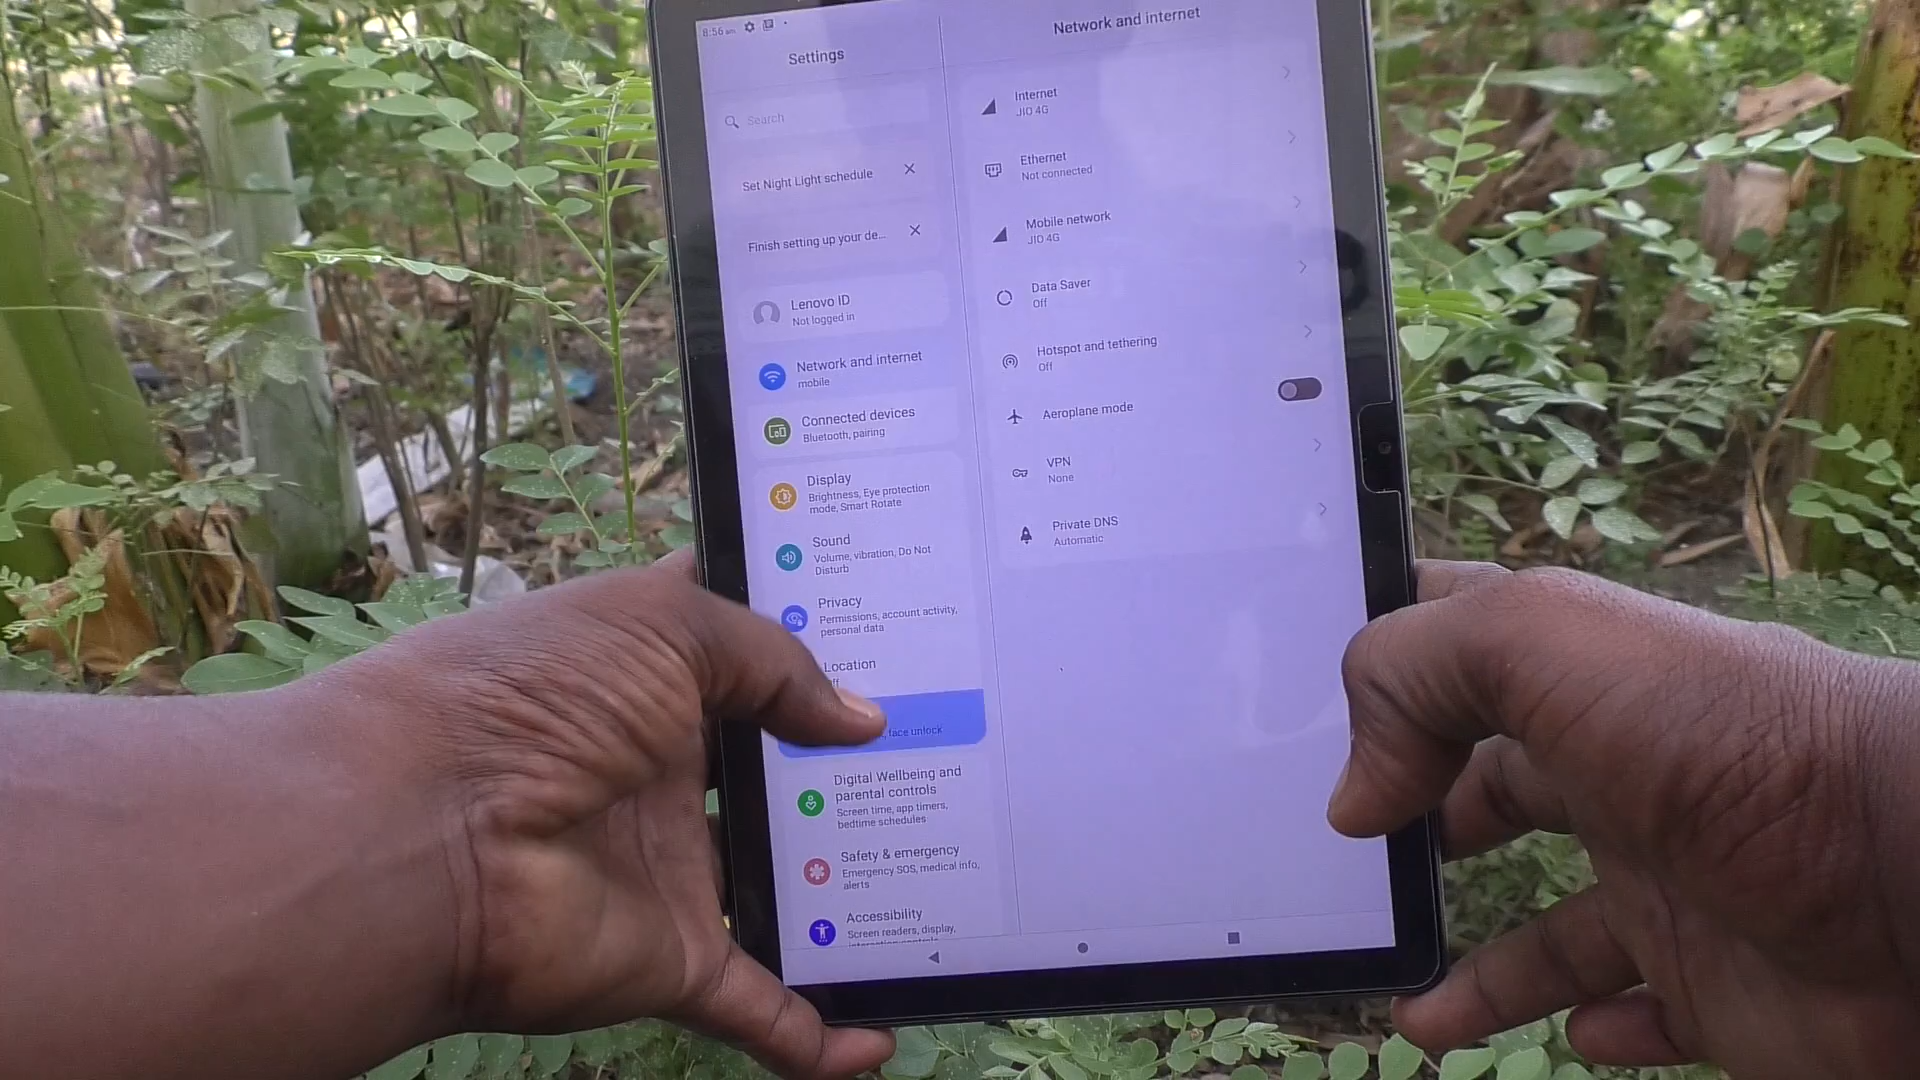 8:56 am
Settings
Search
Set Night Light schedule
Finish setting up your de...
Lenovo ID
Not logged in
Network and internet
mobile
Connected devices
Bluetooth, pairing
Display
Brightness, Eye protection
mode, Smart Rotate
Sound
Volume, vibration, Do Not
Disturb
Privacy
Permissions, account activity,
personal data
Location
face unlock
Digital Wellbeing and
parental controls
Screen time, app timers,
bedtime schedules
Safety & emergency
Emergency SOS, medical info,
alerts
Accessibility
Screen readers, display,
Network and internet
Internet
JIO 4G
Ethernet
Not connected
Mobile network
JIO 4G
Data Saver
Off
Hotspot and tethering
Off
Aeroplane mode
VPN
None
Private DNS
Automatic